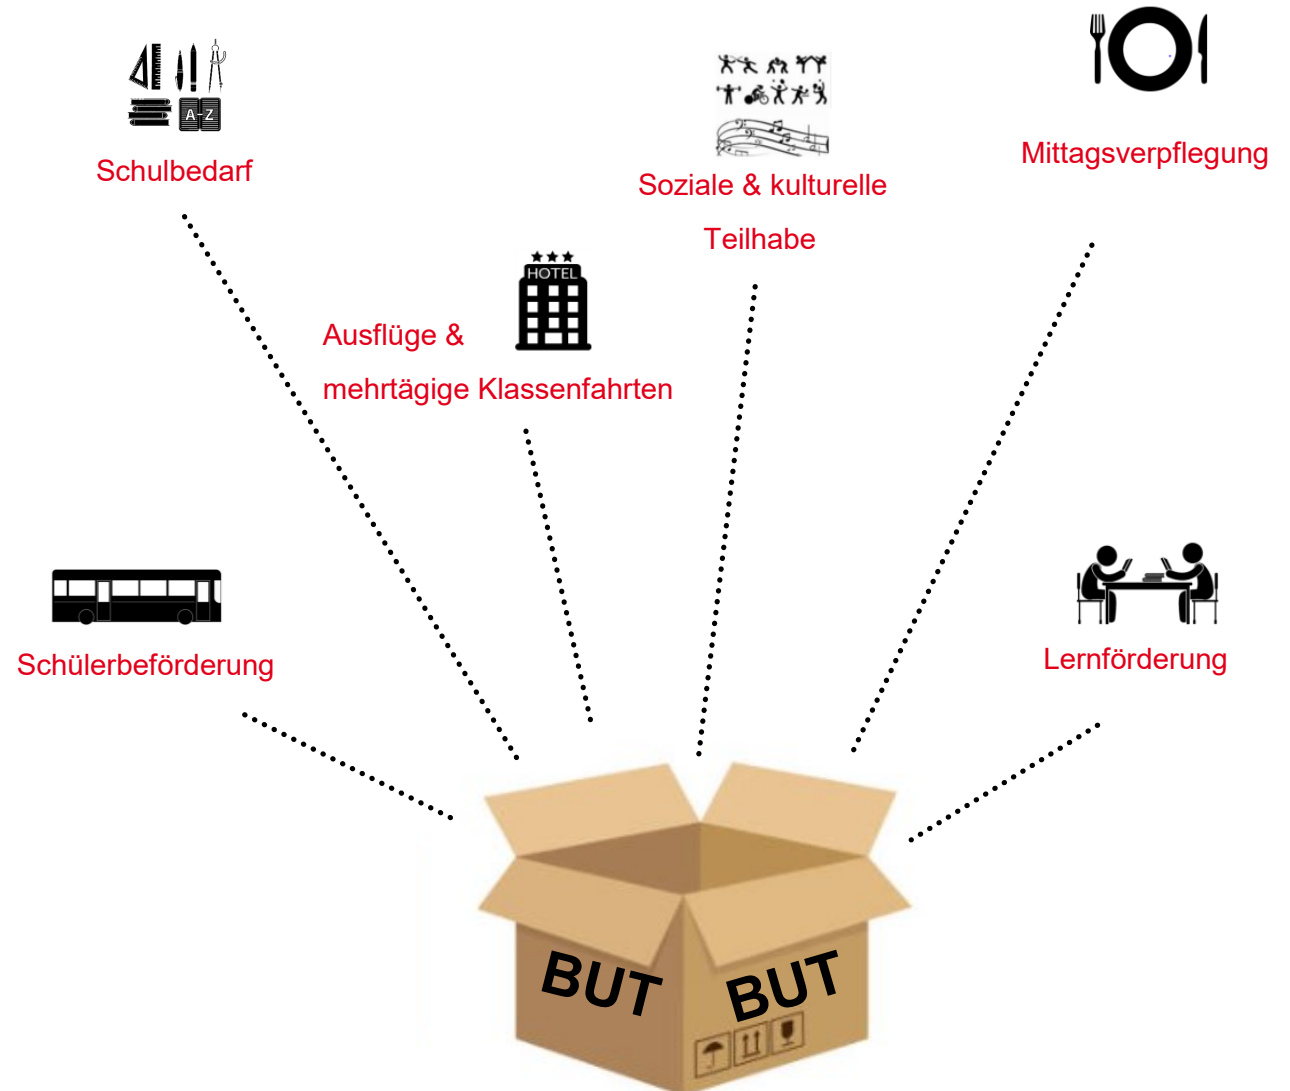 A-Z
Schulbedarf
Soziale & kulturelle
Teilhabe
Mittagsverpflegung
HOTEL
Ausflüge &
mehrtägige Klassenfahrten
Schülerbeförderung
Lernförderung
BUT
BUT